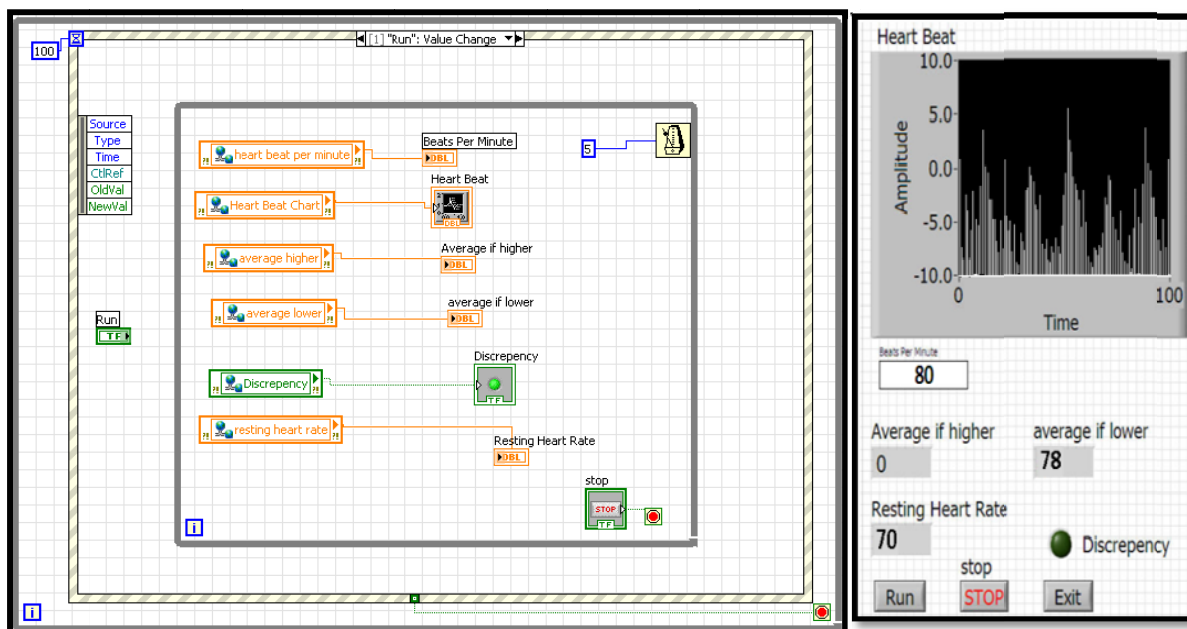 [1] "Run": Value Change
100
Source
Type
Time
CtlRef
OldVal
NewVal
heart beat per minute
Beats Per Minute
DBL
5
Heart Beat Chart
Heart Beat
DBL
average higher
Average if higher
DBL
average lower
average if lower
DBL
Run
TF
Discrepency
Discrepency
TF
resting heart rate
Resting Heart Rate
DBL
stop
STOP
TF
i
i
Heart Beat
10.0
5.0
0.0
-5.0
-10.0
Amplitude
0 100
Time
Beats Per Minute
80
Average if higher average if lower
0 78
Resting Heart Rate
70
Discrepency
stop
Run STOP Exit